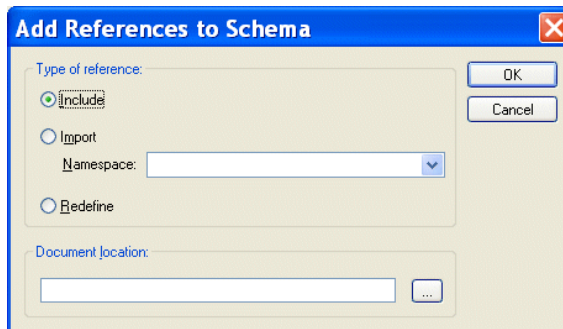 Add References to Schema
Type of reference:
Include
Import
Namespace:
Redefine
OK
Cancel
Document location:
...